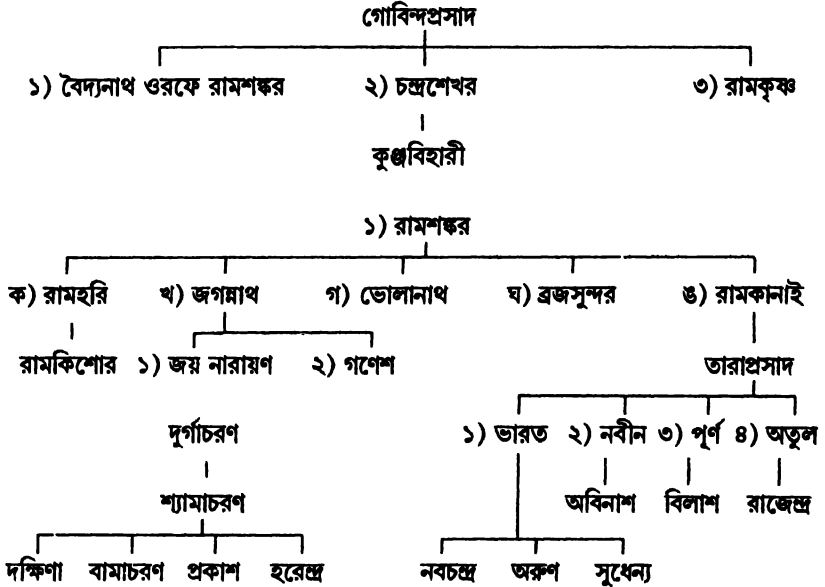 গোবিন্দপ্রসাদ
১) বৈদ্যনাথ ওরফে রামশঙ্কর ২) চন্দ্রশেখর ৩) রামকৃষ্ণ
কুঞ্জবিহারী
১) রামশঙ্কর
ক) রামহরি খ) জগন্নাথ গ) ভোলানাথ ঘ) ব্রজসুন্দর ঙ) রামকানাই
রামকিশোর ১) জয় নারায়ণ ২) গণেশ তারাপ্রসাদ
দুর্গাচরণ ১) ভারত ২) নবীন ৩) পূর্ণ ৪) অতুল
শ্যামাচরণ অবিনাশ বিলাশ রাজেন্দ্র
দক্ষিণা বামাচরণ প্রকাশ হরেন্দ্র নবচন্দ্র অরুণ সুধেন্য